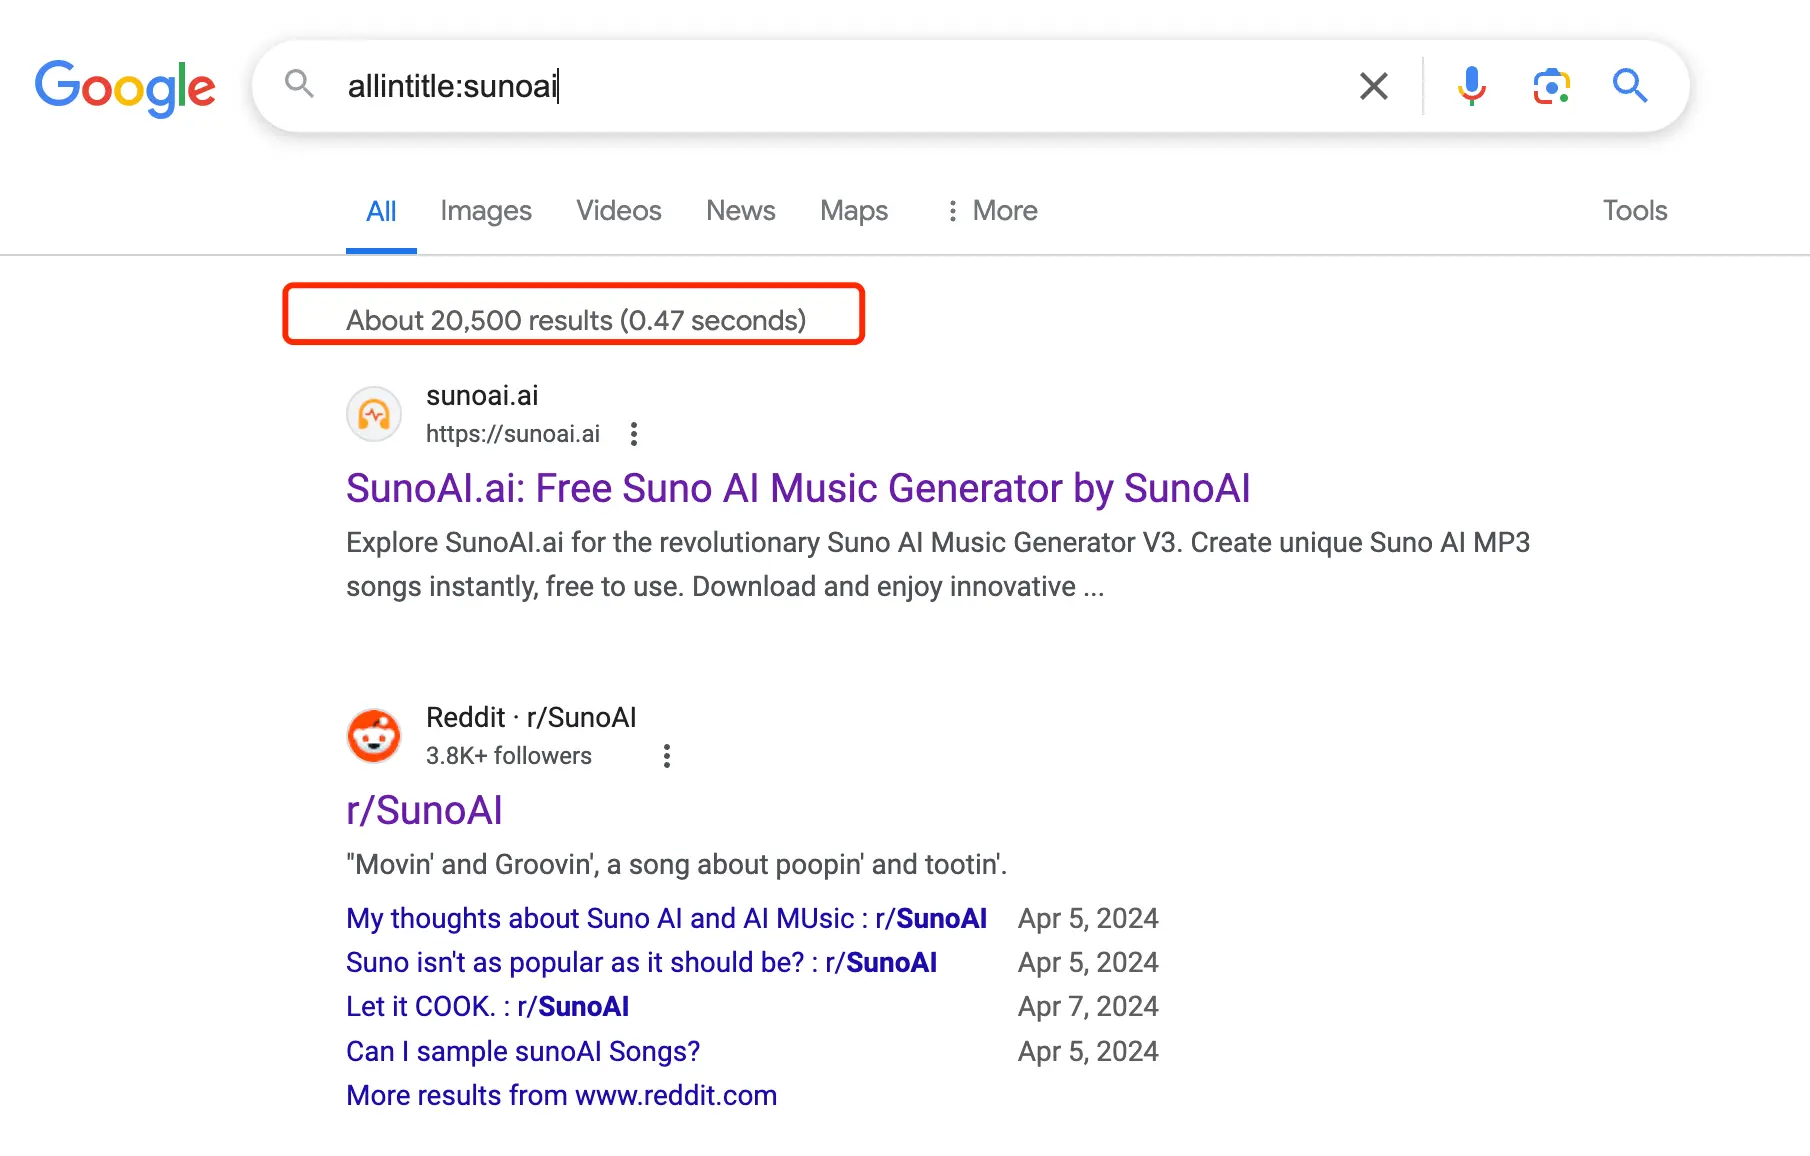 Google
allintitle:sunoai
All Images Videos News Maps More Tools
About 20,500 results (0.47 seconds)
sunoai.ai
https://sunoai.ai
SunoAI.ai: Free Suno AI Music Generator by SunoAI
Explore SunoAI.ai for the revolutionary Suno AI Music Generator V3. Create unique Suno AI MP3
songs instantly, free to use. Download and enjoy innovative ...
Reddit · r/SunoAI
3.8K+ followers
r/SunoAI
"Movin' and Groovin', a song about poopin' and tootin'.
My thoughts about Suno AI and AI MUsic : r/SunoAI Apr 5, 2024
Suno isn't as popular as it should be? : r/SunoAI Apr 5, 2024
Let it COOK. : r/SunoAI Apr 7, 2024
Can I sample sunoAI Songs? Apr 5, 2024
More results from www.reddit.com